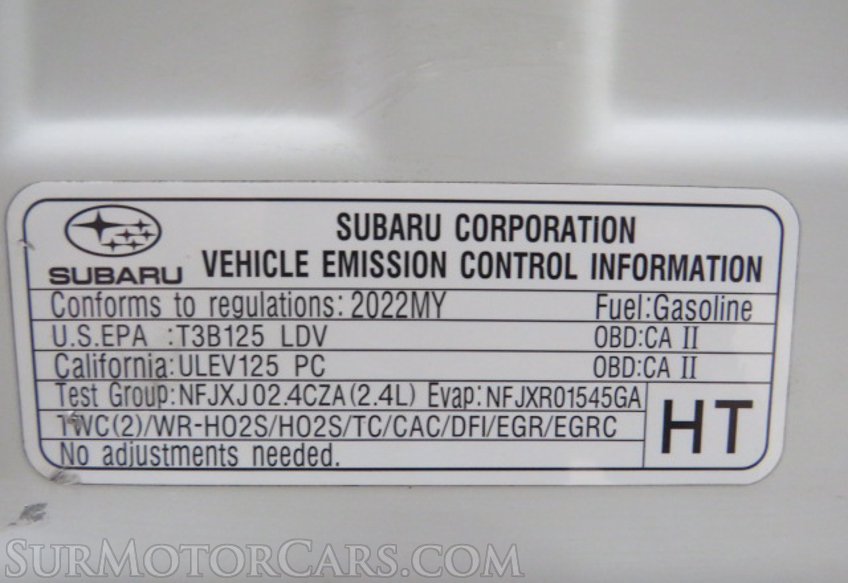 SUBARU CORPORATION
SUBARU VEHICLE EMISSION CONTROL INFORMATION
Conforms to regulations: 2022MY Fuel:Gasoline
U.S.EPA :T3B125 LDV OBD:CA II
California:ULEV125 PC OBD:CA II
Test Group:NFJXJ02.4CZA(2.4L) Evap:NFJXR01545GA
TWC(2)/WR-HO2S/HO2S/TC/CAC/DFI/EGR/EGRC
HT
No adjustments needed.
SURMOTORCARS.COM